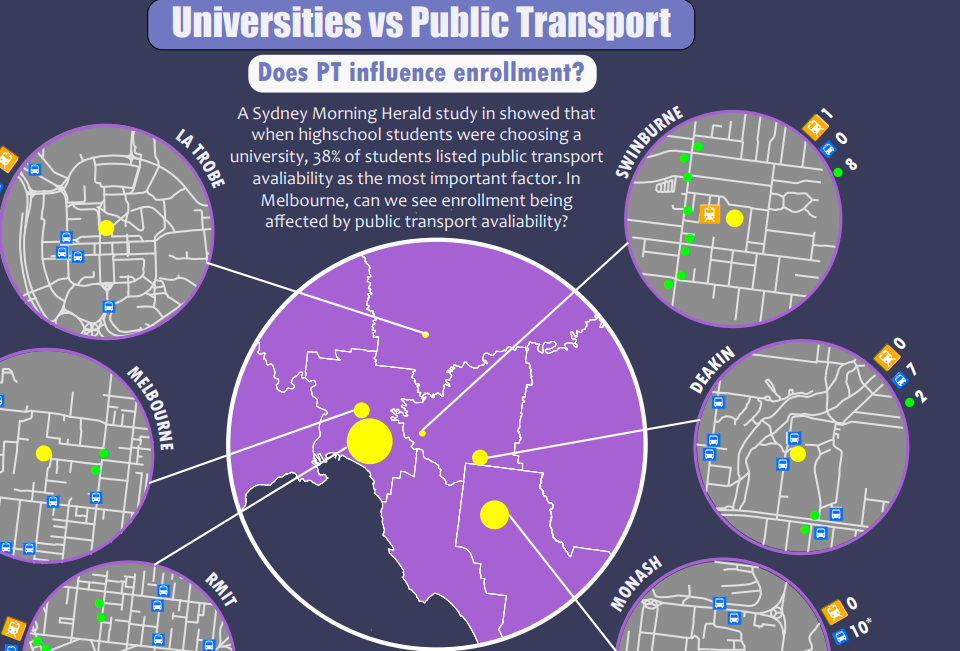 Universities vs Public Transport
Does PT influence enrollment?
A Sydney Morning Herald study in showed that
when highschool students were choosing a
university, 38% of students listed public transport
avaliability as the most important factor. In
Melbourne, can we see enrollment being
affected by public transport avaliability?
LA TROBE
SWINBURNE
1
0
8
MELBOURNE
DEAKIN
0
7
2
RMIT
MONASH
0
10*